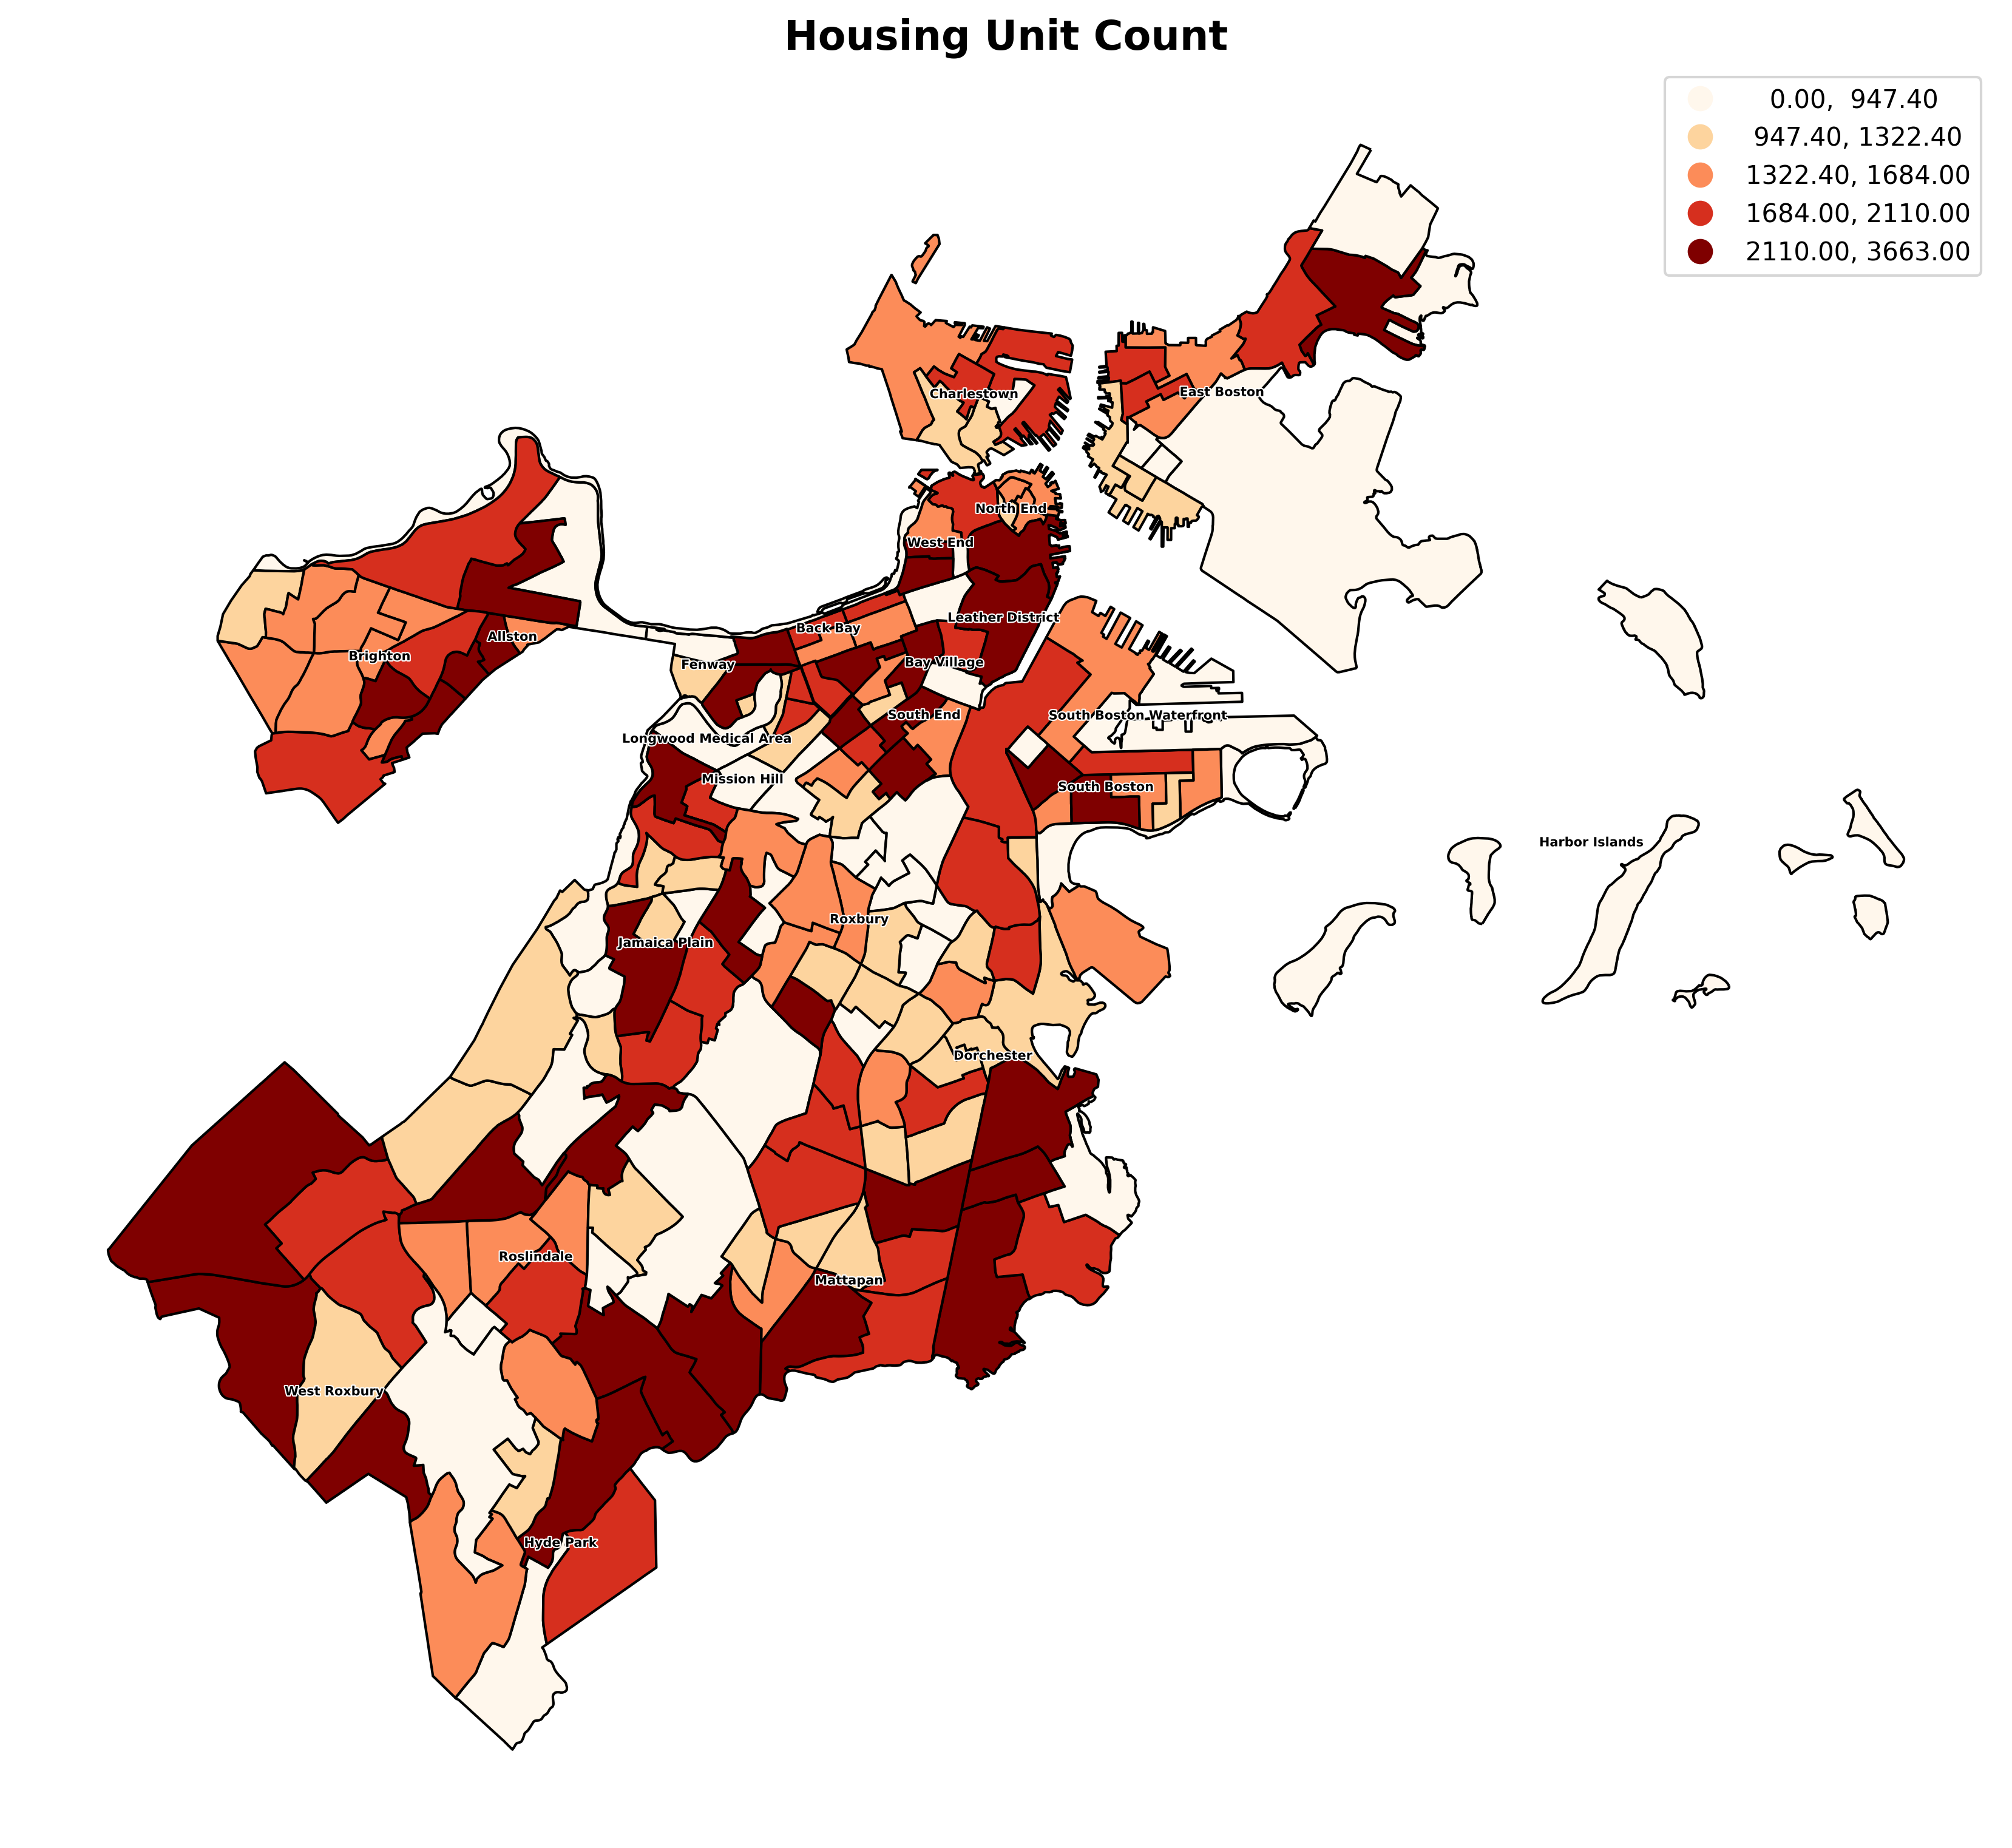 Housing Unit Count
0.00,  947.40
947.40, 1322.40
1322.40, 1684.00
1684.00, 2110.00
2110.00, 3663.00
Charlestown
East Boston
North End
West End
Leather District
Back Bay
Allston
Brighton
Fenway
Bay Village
South End
South Boston Waterfront
Longwood Medical Area
Mission Hill
South Boston
Harbor Islands
Roxbury
Jamaica Plain
Dorchester
Roslindale
Mattapan
West Roxbury
Hyde Park